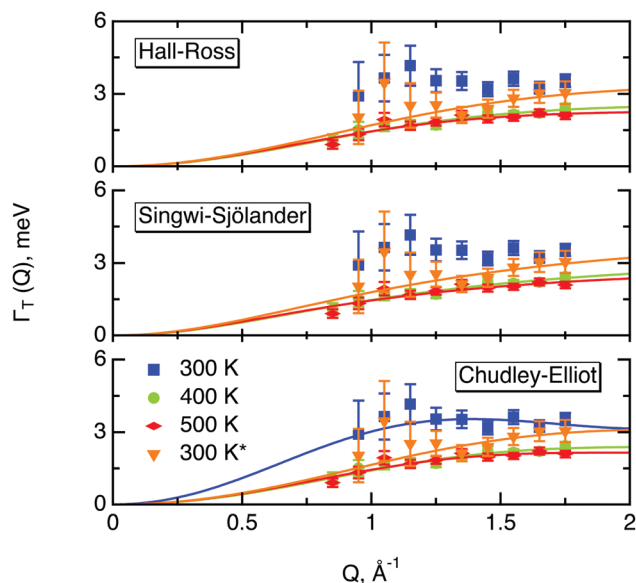 6
Hall-Ross
3
0
6
Singwi-Sjölander
3
0
Γ_T (Q), meV
6
Chudley-Elliot
300 K
400 K
3
500 K
300 K*
0
0 0.5 1 1.5 2
Q, Å⁻¹